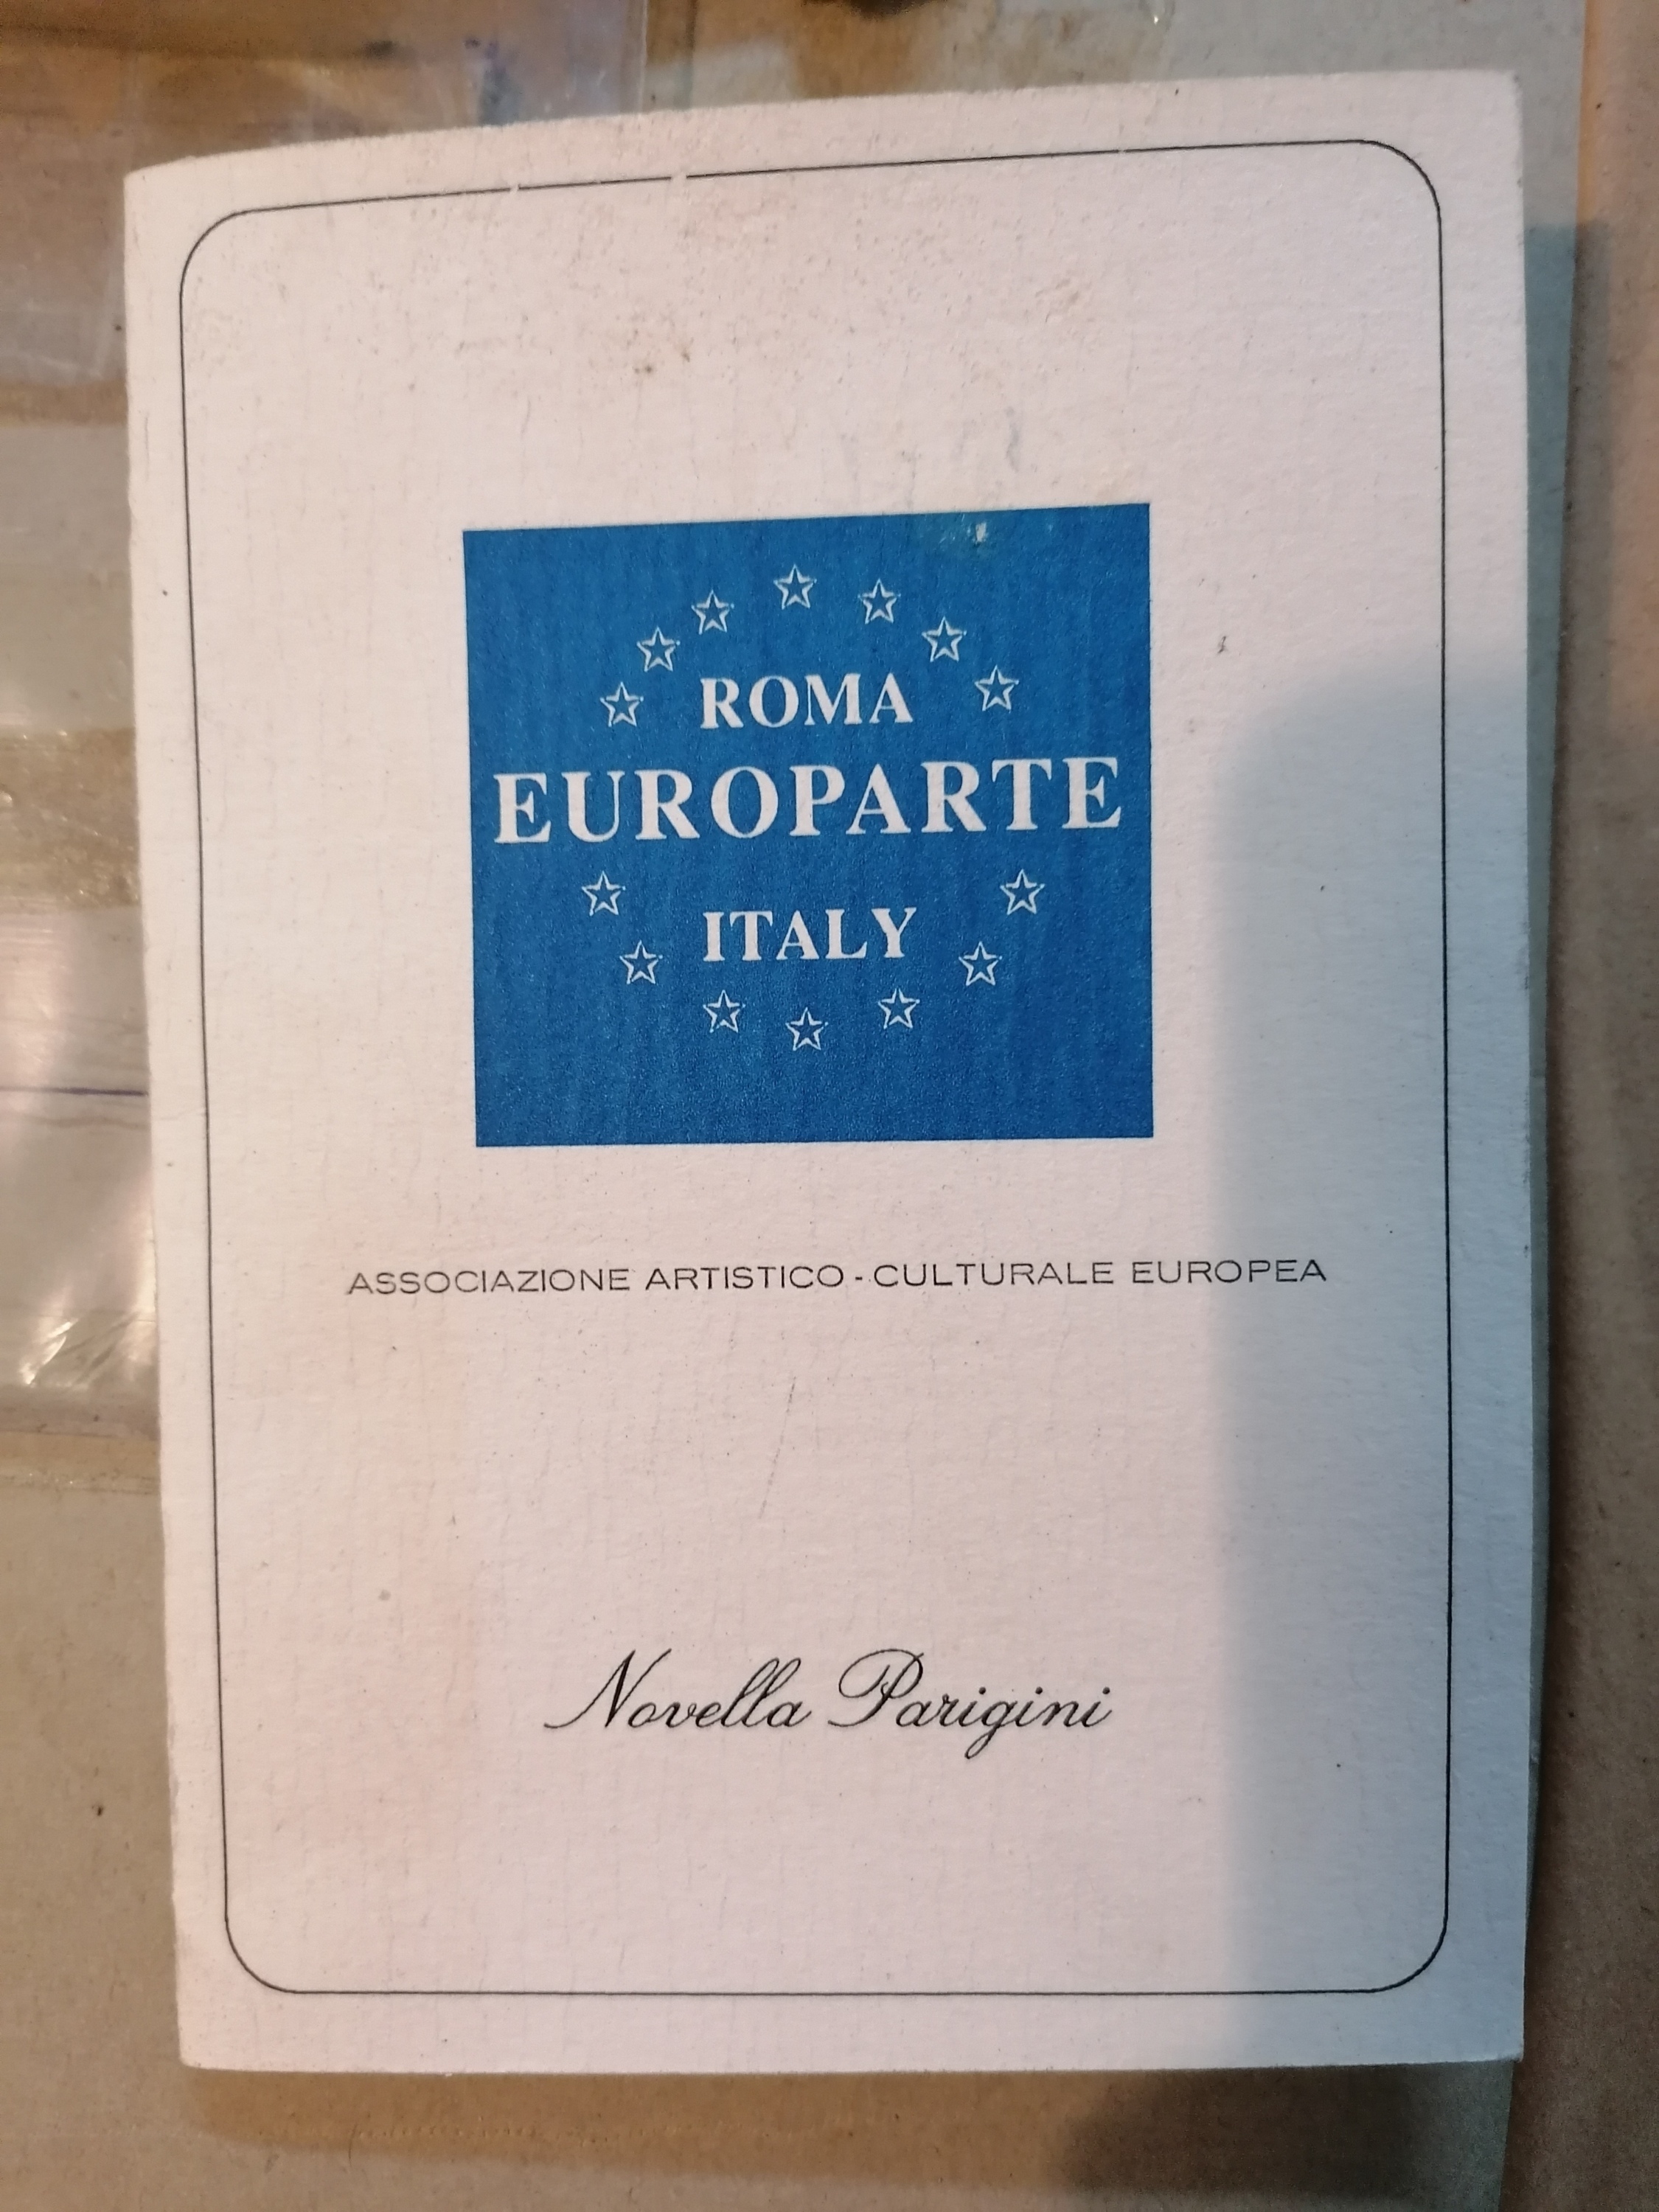 ROMA
EUROPARTE
ITALY
ASSOCIAZIONE ARTISTICO-CULTURALE EUROPEA
Novella Parigini